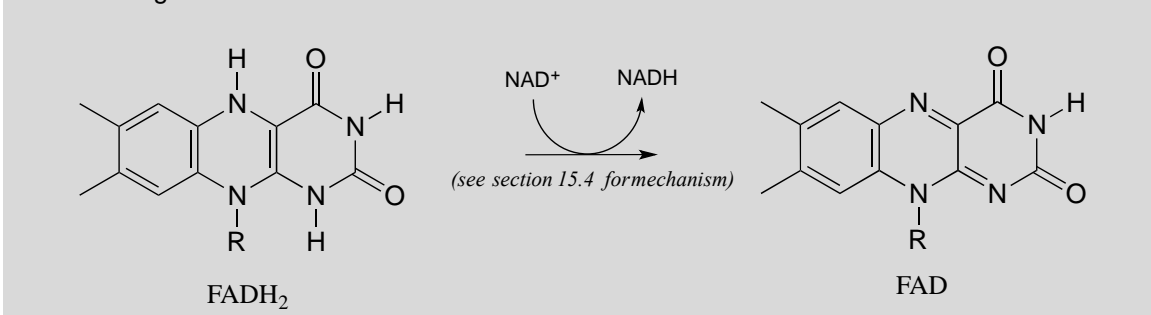 H O
N
H
N
N N O
R H
FADH2
NAD+ NADH
(see section 15.4 formechanism)
O
N
H
N
N N O
R
FAD